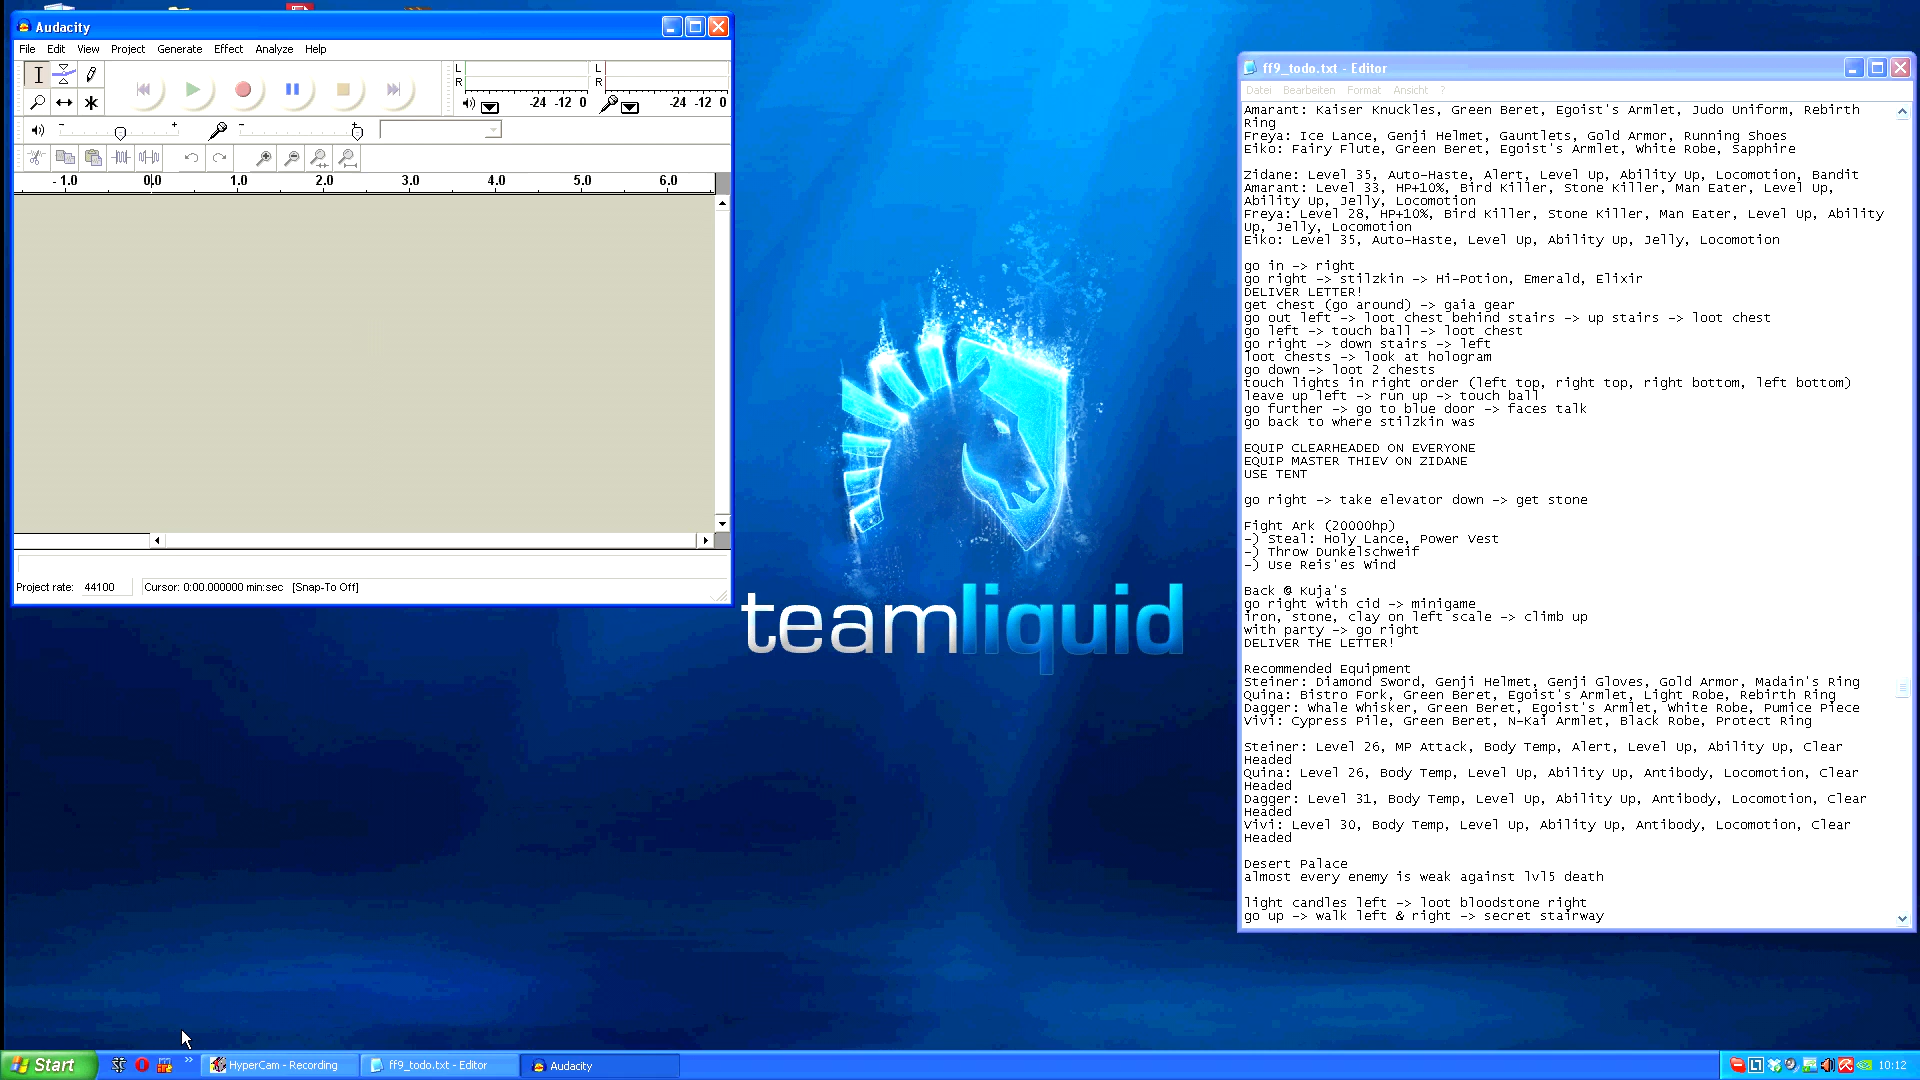 Audacity
File Edit View Project Generate Effect Analyze Help
L
R
-24 -12 0
L
R
-24 -12 0
- 1.0 0.0 1.0 2.0 3.0 4.0 5.0 6.0
Project rate: 44100 Cursor: 0:00.000000 min:sec [Snap-To Off]
teamliquid
ff9_todo.txt - Editor
Datei Bearbeiten Format Ansicht ?
Amarant: Kaiser Knuckles, Green Beret, Egoist's Armlet, Judo Uniform, Rebirth
Ring
Freya: Ice Lance, Genji Helmet, Gauntlets, Gold Armor, Running Shoes
Eiko: Fairy Flute, Green Beret, Egoist's Armlet, White Robe, Sapphire
Zidane: Level 35, Auto-Haste, Alert, Level Up, Ability Up, Locomotion, Bandit
Amarant: Level 33, HP+10%, Bird Killer, Stone Killer, Man Eater, Level Up,
Ability Up, Jelly, Locomotion
Freya: Level 28, HP+10%, Bird Killer, Stone Killer, Man Eater, Level Up, Ability
Up, Jelly, Locomotion
Eiko: Level 35, Auto-Haste, Level Up, Ability Up, Jelly, Locomotion
go in -> right
go right -> stilzkin -> Hi-Potion, Emerald, Elixir
DELIVER LETTER!
get chest (go around) -> gaia gear
go out left -> loot chest behind stairs -> up stairs -> loot chest
go left -> touch ball -> loot chest
go right -> down stairs -> left
loot chests -> look at hologram
go down -> loot 2 chests
touch lights in right order (left top, right top, right bottom, left bottom)
leave up left -> run up -> touch ball
go further -> go to blue door -> faces talk
go back to where stilzkin was
EQUIP CLEARHEADED ON EVERYONE
EQUIP MASTER THIEV ON ZIDANE
USE TENT
go right -> take elevator down -> get stone
Fight Ark (20000hp)
-) Steal: Holy Lance, Power Vest
-) Throw Dunkelschweif
-) Use Reis'es Wind
Back @ Kuja's
go right with cid -> minigame
iron, stone, clay on left scale -> climb up
with party -> go right
DELIVER THE LETTER!
Recommended Equipment
Steiner: Diamond Sword, Genji Helmet, Genji Gloves, Gold Armor, Madain's Ring
Quina: Bistro Fork, Green Beret, Egoist's Armlet, Light Robe, Rebirth Ring
Dagger: Whale Whisker, Green Beret, Egoist's Armlet, White Robe, Pumice Piece
Vivi: Cypress Pile, Green Beret, N-Kai Armlet, Black Robe, Protect Ring
Steiner: Level 26, MP Attack, Body Temp, Alert, Level Up, Ability Up, Clear
Headed
Quina: Level 26, Body Temp, Level Up, Ability Up, Antibody, Locomotion, Clear
Headed
Dagger: Level 31, Body Temp, Level Up, Ability Up, Antibody, Locomotion, Clear
Headed
Vivi: Level 30, Body Temp, Level Up, Ability Up, Antibody, Locomotion, Clear
Headed
Desert Palace
almost every enemy is weak against lvl5 death
light candles left -> loot bloodstone right
go up -> walk left & right -> secret stairway
Start HyperCam - Recording ff9_todo.txt - Editor Audacity 10:12